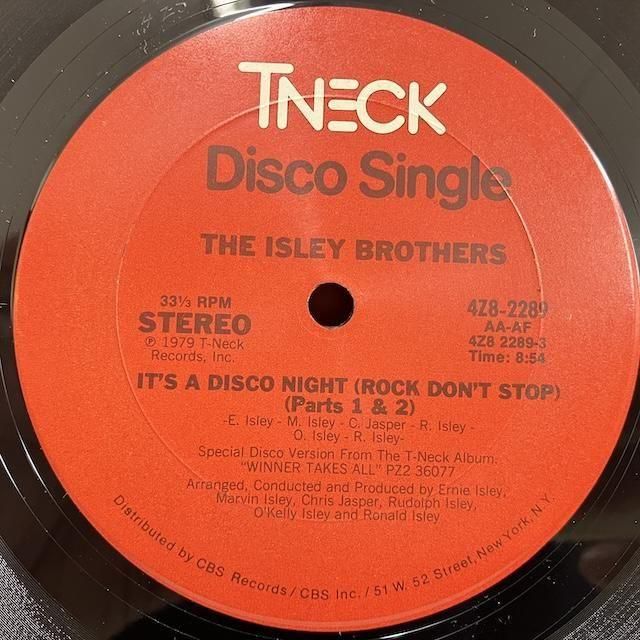 TNECK
Disco Single
THE ISLEY BROTHERS
33⅓ RPM
STEREO
℗ 1979 T-Neck
Records, Inc.
4Z8-2289
AA-AF
4Z8 2289-3
Time: 8:54
IT'S A DISCO NIGHT (ROCK DON'T STOP)
(Parts 1 & 2)
-E. Isley - M. Isley - C. Jasper - R. Isley -
O. Isley - R. Isley-
Special Disco Version From The T-Neck Album:
"WINNER TAKES ALL" PZ2 36077
Arranged, Conducted and Produced by Ernie Isley,
Marvin Isley, Chris Jasper, Rudolph Isley,
O'Kelly Isley and Ronald Isley
Distributed by CBS Records / CBS Inc. / 51 W. 52 Street, New York, N.Y.